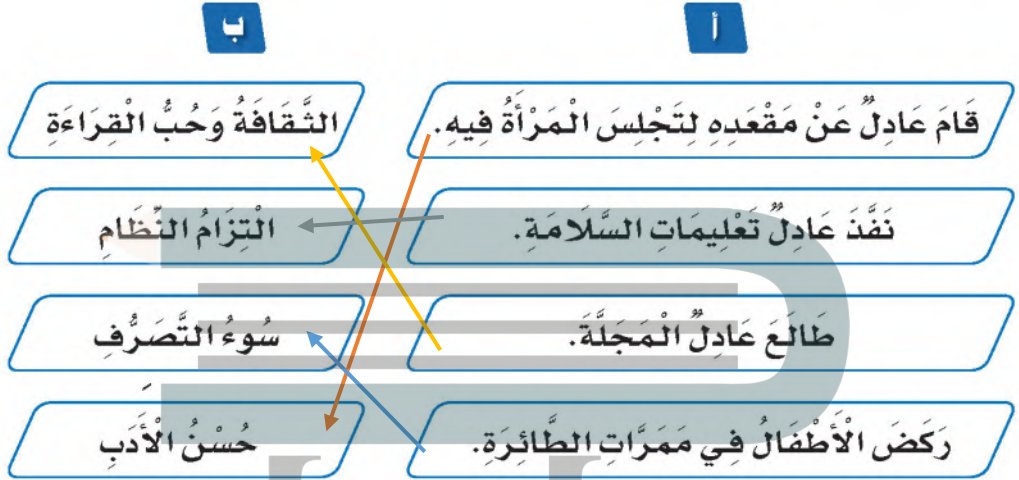 أ ب
قَامَ عَادِلٌ عَنْ مَقْعَدِهِ لِتَجْلِسَ الْمَرْأَةُ فِيهِ. الثَّقَافَةُ وَحُبُّ الْقِرَاءَةِ
نَفَّذَ عَادِلٌ تَعْلِيمَاتِ السَّلَامَةِ. الْتِزَامُ النِّظَامِ
طَالَعَ عَادِلٌ الْمَجَلَّةَ. سُوءُ التَّصَرُّفِ
رَكَضَ الْأَطْفَالُ فِي مَمَرَّاتِ الطَّائِرَةِ. حُسْنُ الْأَدَبِ